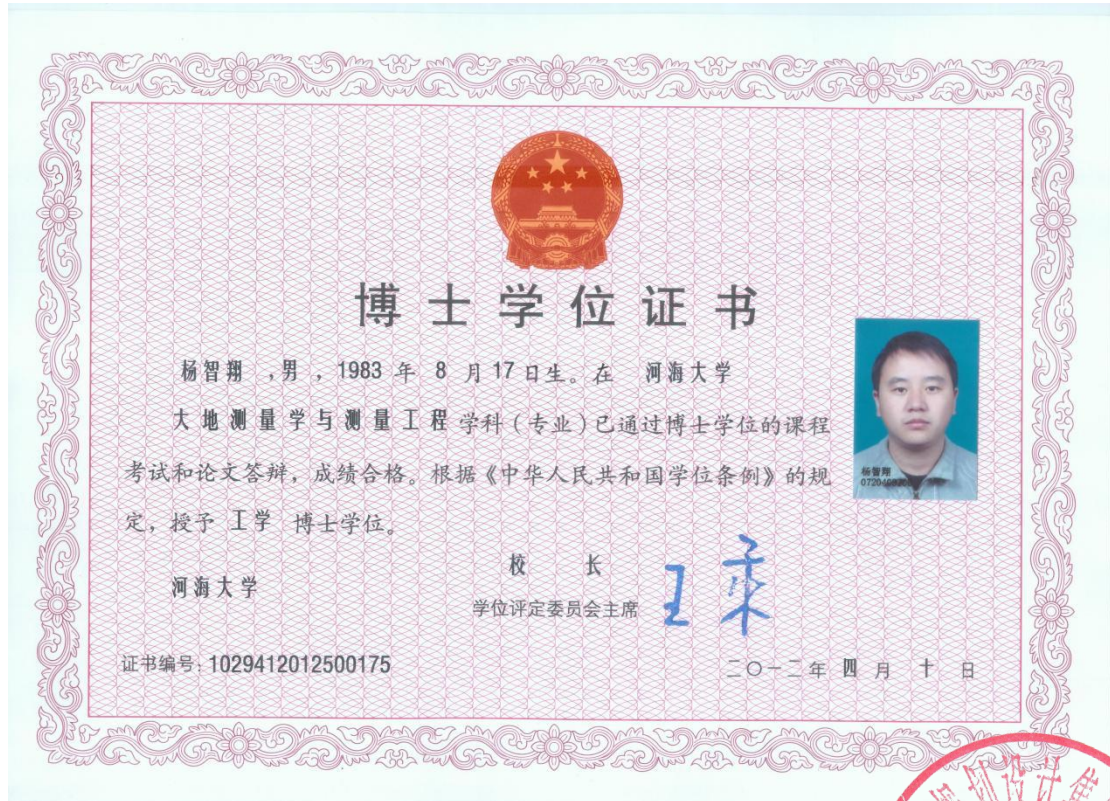 博士学位证书
杨智翔 ,男 , 1983 年 8 月 17 日生。在 河海大学
大地测量学与测量工程 学科(专业)已通过博士学位的课程
考试和论文答辩,成绩合格。根据《中华人民共和国学位条例》的规
定,授予 工学 博士学位。
杨智翔
校 长
河海大学
学位评定委员会主席
王乘
证书编号:1029412012500175
二〇一二年 四 月 十 日
划设计